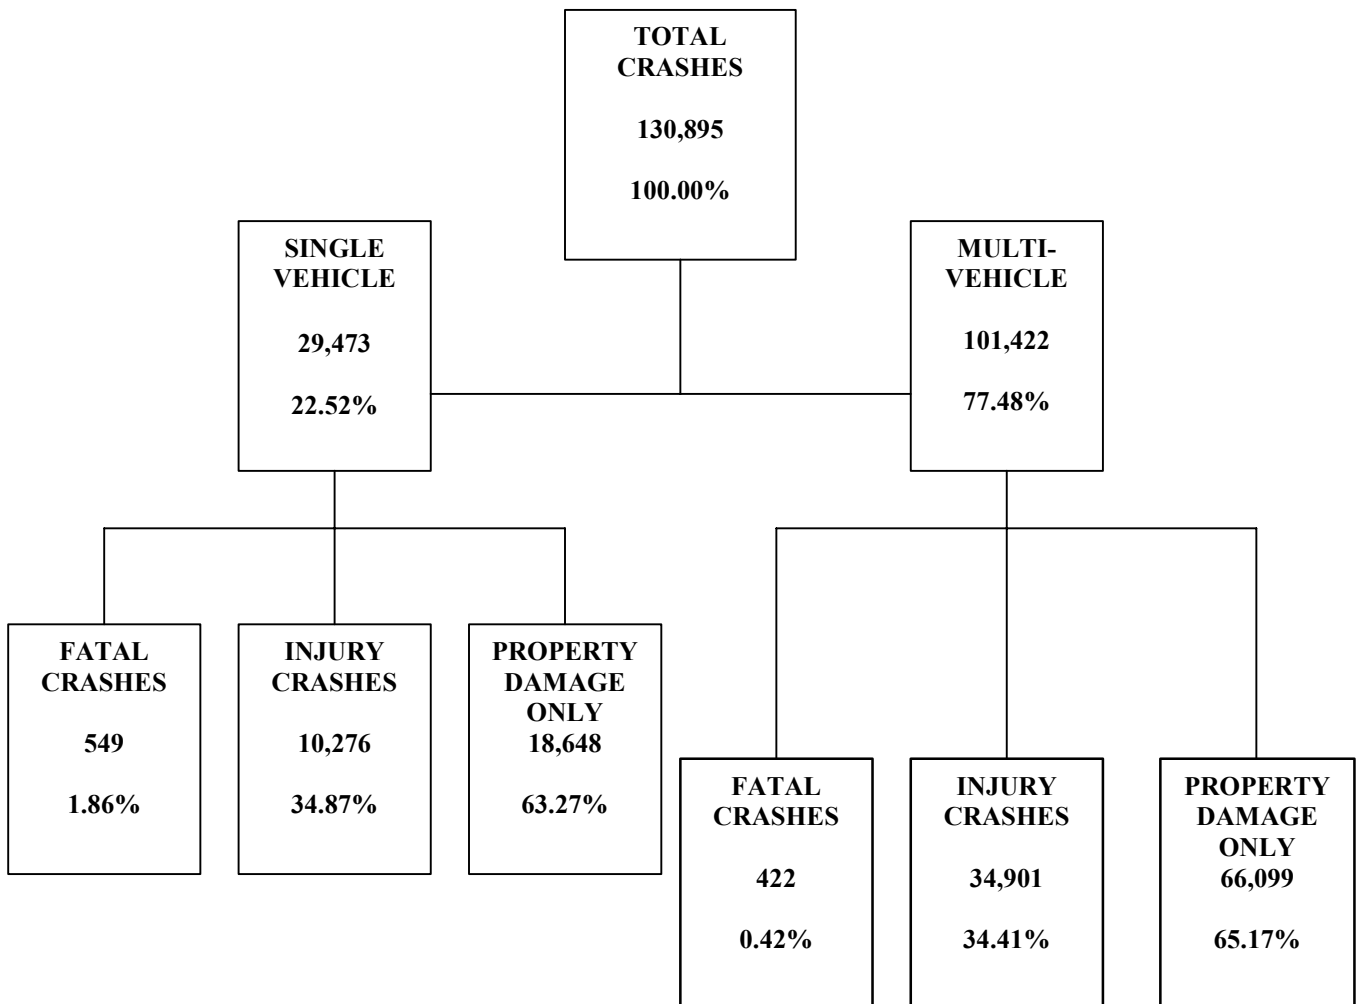 TOTAL
CRASHES
130,895
100.00%
SINGLE
VEHICLE
29,473
22.52%
MULTI-
VEHICLE
101,422
77.48%
FATAL
CRASHES
549
1.86%
INJURY
CRASHES
10,276
34.87%
PROPERTY
DAMAGE
ONLY
18,648
63.27%
FATAL
CRASHES
422
0.42%
INJURY
CRASHES
34,901
34.41%
PROPERTY
DAMAGE
ONLY
66,099
65.17%